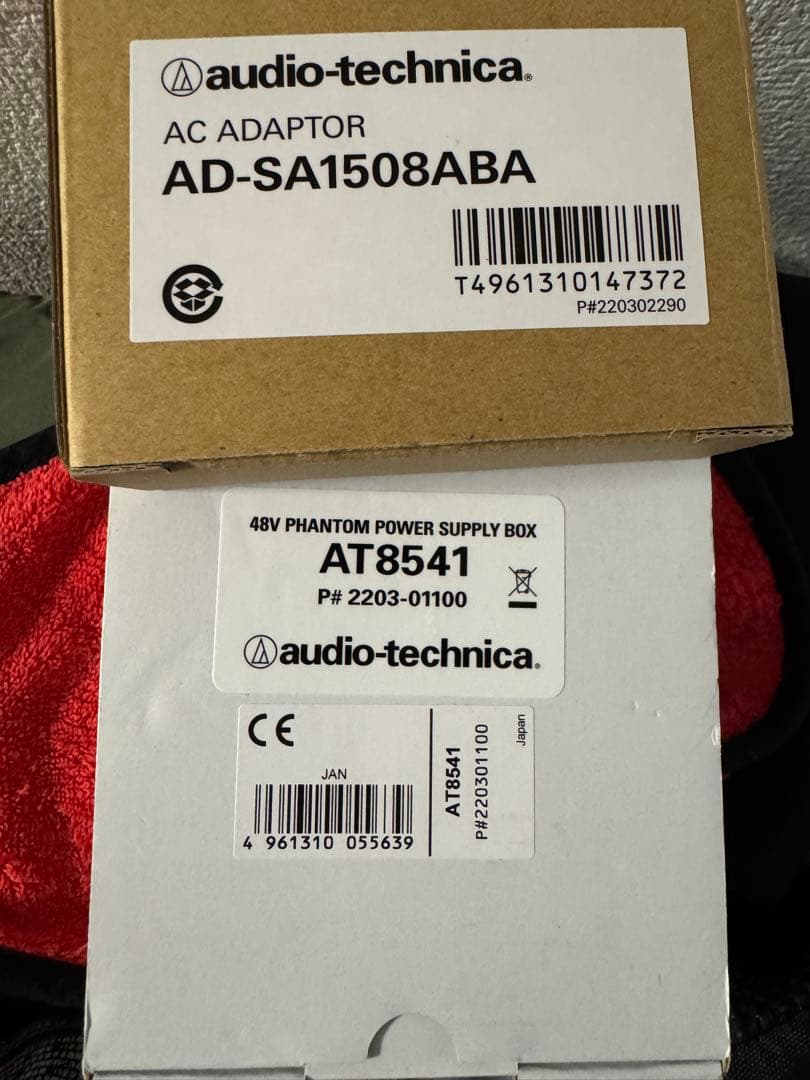 audio-technica®
AC ADAPTOR
AD-SA1508ABA
T4961310147372
P#220302290
48V PHANTOM POWER SUPPLY BOX
AT8541
P# 2203-01100
audio-technica®
CE
JAN
4 961310 055639
AT8541
P#220301100
Japan